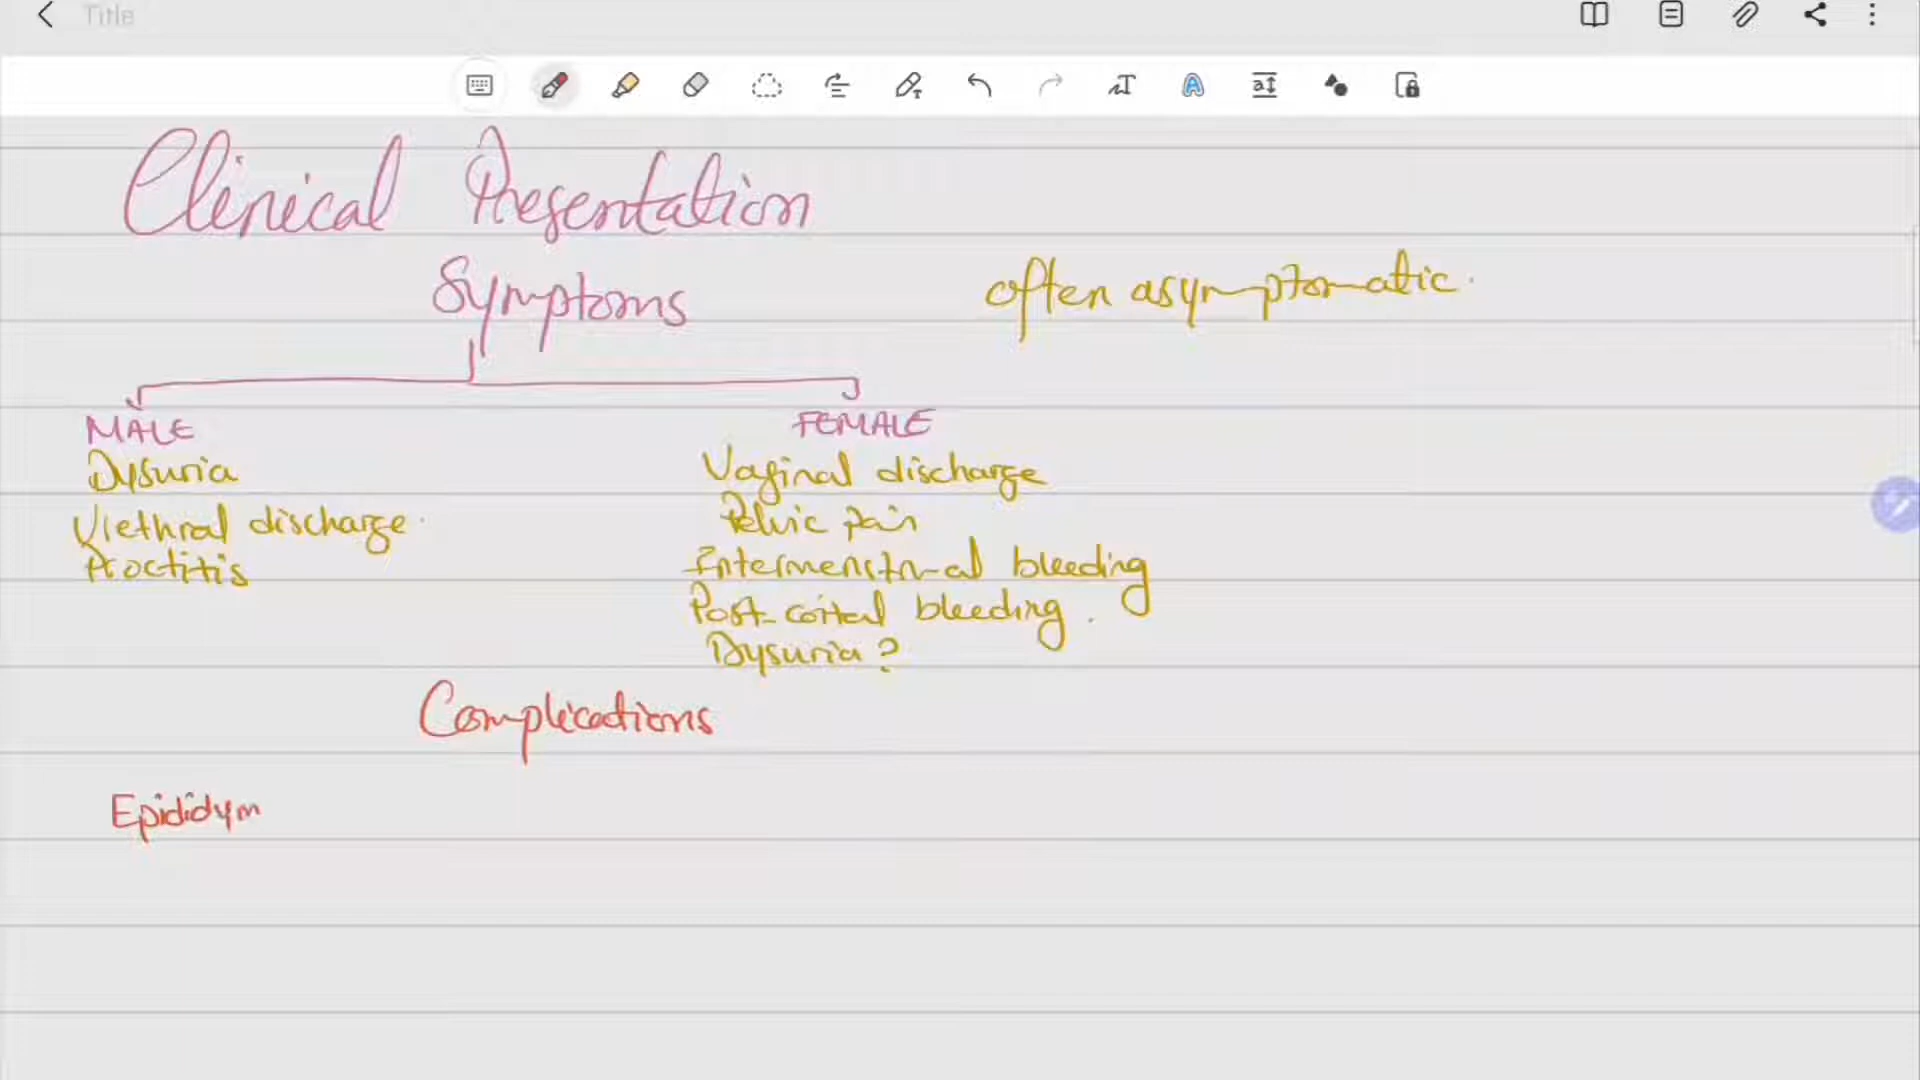 Title
Clinical Presentation
Symptoms
often asymptomatic.
MALE
Dysuria
Urethral discharge.
Proctitis
FEMALE
Vaginal discharge
Pelvic pain
Intermenstrual bleeding
Post-coital bleeding.
Dysuria?
Complications
Epididym